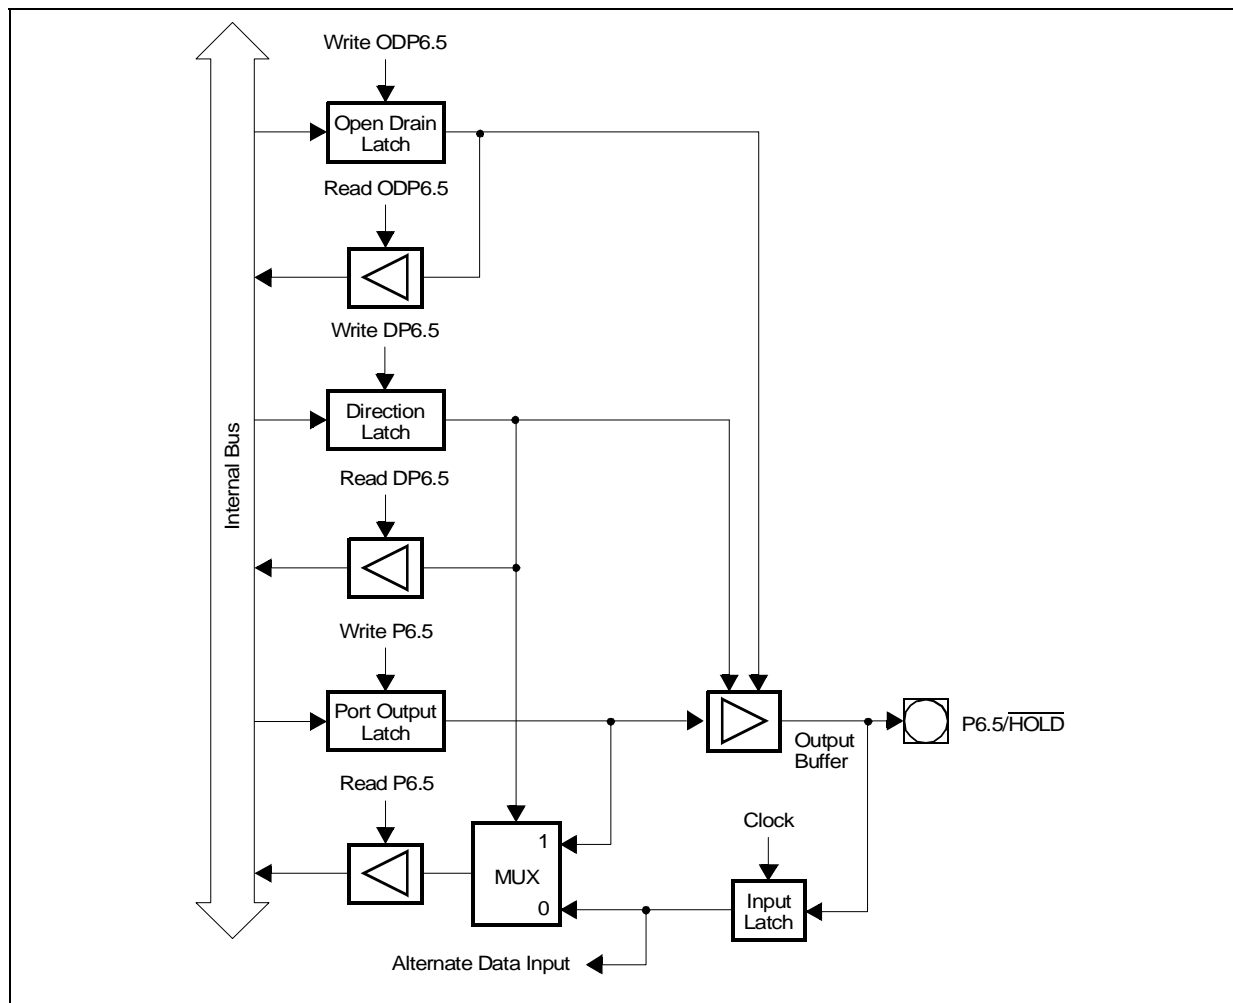 Write ODP6.5
Open Drain
Latch
Read ODP6.5
Write DP6.5
Direction
Latch
Internal Bus
Read DP6.5
Write P6.5
Port Output
Latch
Output
Buffer
P6.5/HOLD
Read P6.5
Clock
1
MUX
0
Input
Latch
Alternate Data Input